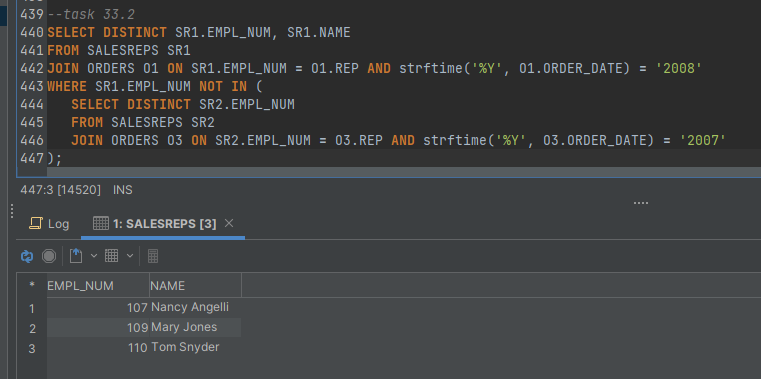 439 --task 33.2
440 SELECT DISTINCT SR1.EMPL_NUM, SR1.NAME
441 FROM SALESREPS SR1
442 JOIN ORDERS O1 ON SR1.EMPL_NUM = O1.REP AND strftime('%Y', O1.ORDER_DATE) = '2008'
443 WHERE SR1.EMPL_NUM NOT IN (
444 SELECT DISTINCT SR2.EMPL_NUM
445 FROM SALESREPS SR2
446 JOIN ORDERS O3 ON SR2.EMPL_NUM = O3.REP AND strftime('%Y', O3.ORDER_DATE) = '2007'
447 );
447:3 [14520] INS
Log 1: SALESREPS [3]
* EMPL_NUM NAME
1 107 Nancy Angelli
2 109 Mary Jones
3 110 Tom Snyder